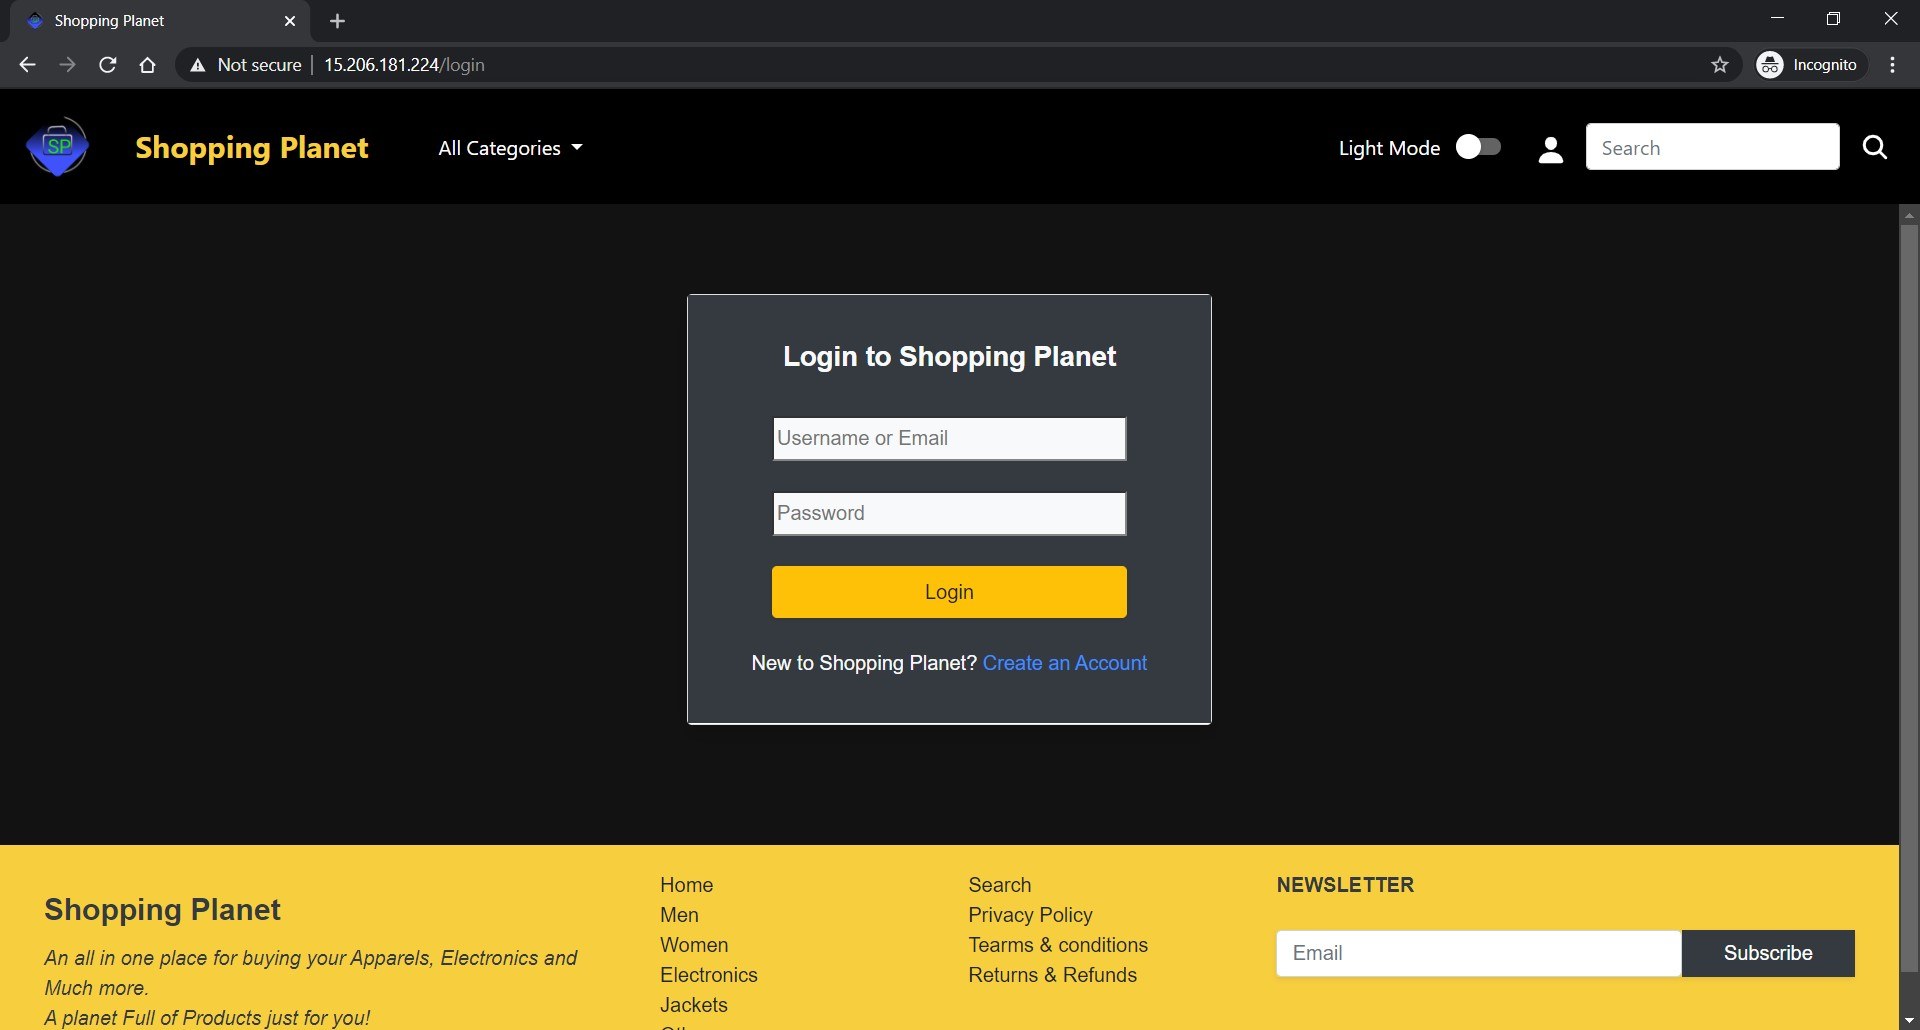 Shopping Planet
Not secure
15.206.181.224/login
Incognito
SP
Shopping Planet
All Categories
Light Mode
Search
Login to Shopping Planet
Username or Email
Password
Login
New to Shopping Planet? Create an Account
Shopping Planet
An all in one place for buying your Apparels, Electronics and
Much more.
A planet Full of Products just for you!
Home
Men
Women
Electronics
Jackets
Search
Privacy Policy
Tearms & conditions
Returns & Refunds
NEWSLETTER
Email
Subscribe